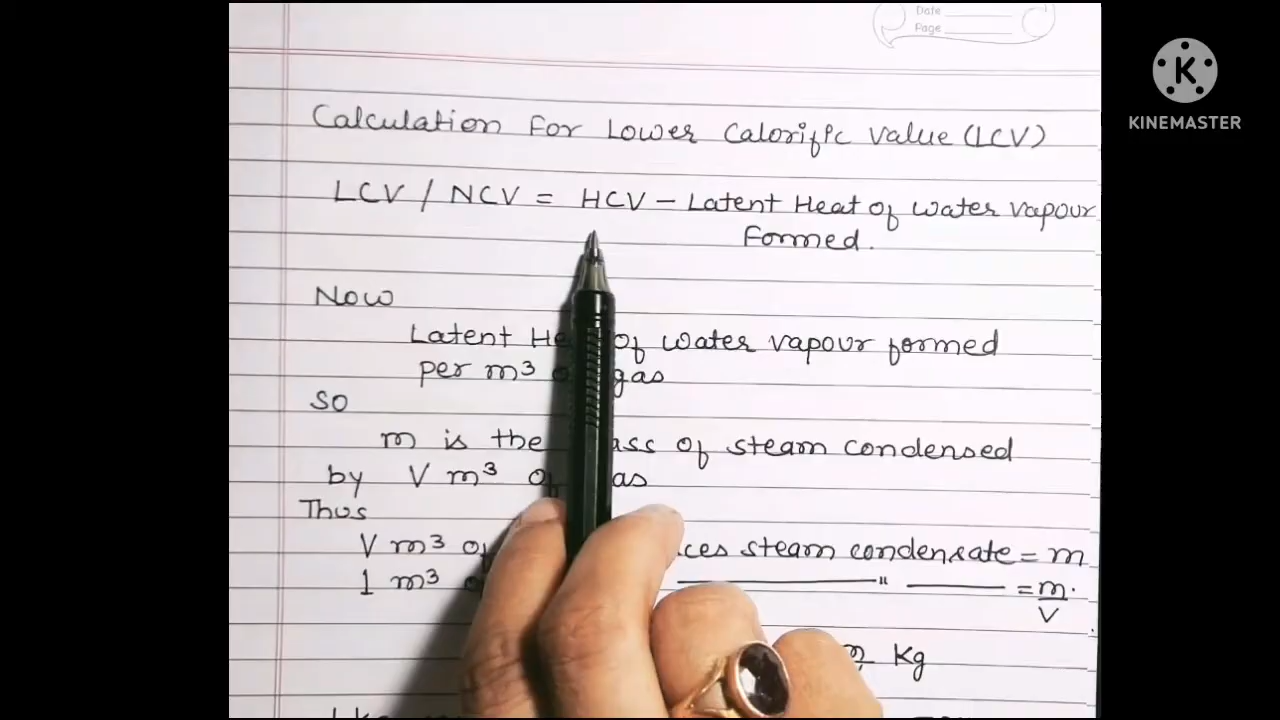 Date
Page
KINEMASTER
Calculation For Lower Calorific Value (LCV)
LCV / NCV = HCV - Latent Heat Of Water vapour
Formed.
Now
Latent He of water vapour formed
per m³ gas
SO
m is the ass of steam condensed
by V m³ of as
Thus
V m³ of ces steam condensate = m
1 m³ " = m/V
m Kg